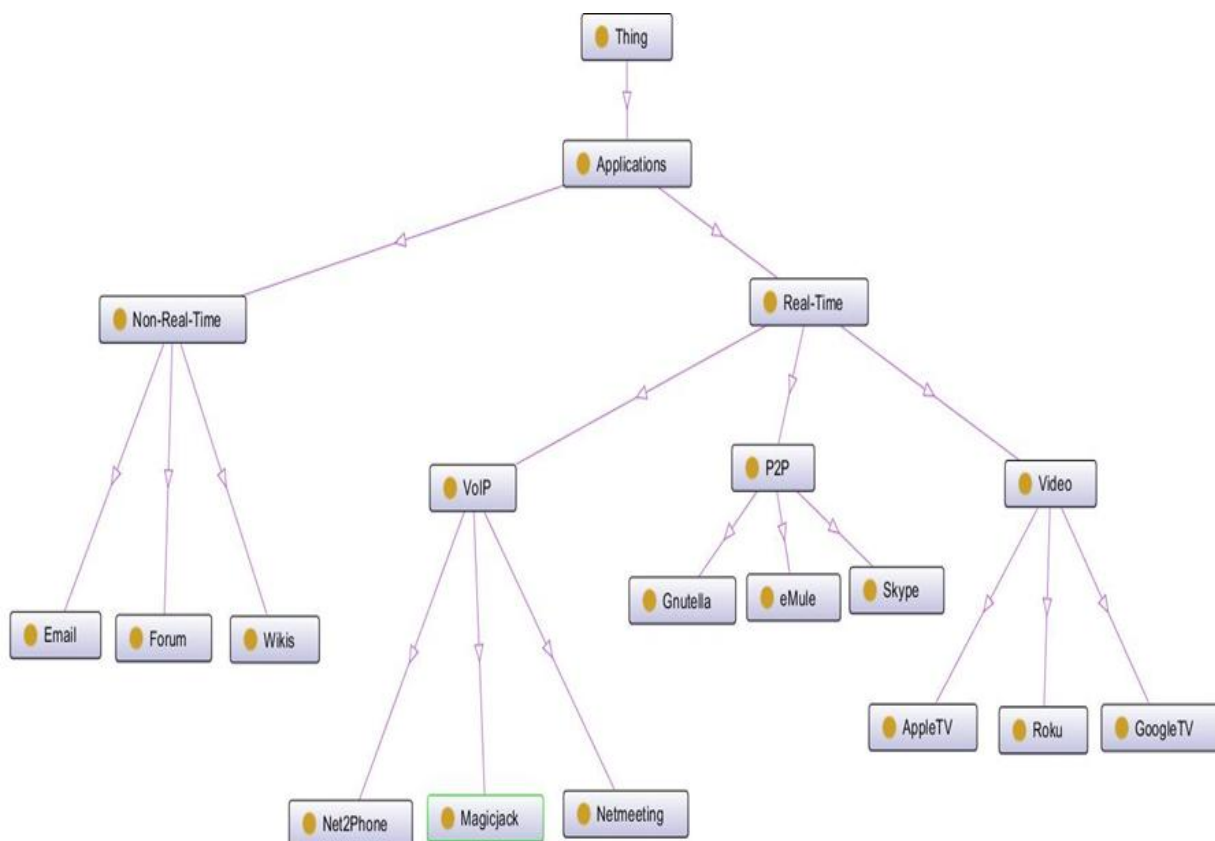 Thing
Applications
Non-Real-Time
Real-Time
VoIP
P2P
Video
Gnutella
eMule
Skype
Email
Forum
Wikis
AppleTV
Roku
GoogleTV
Net2Phone
Magicjack
Netmeeting